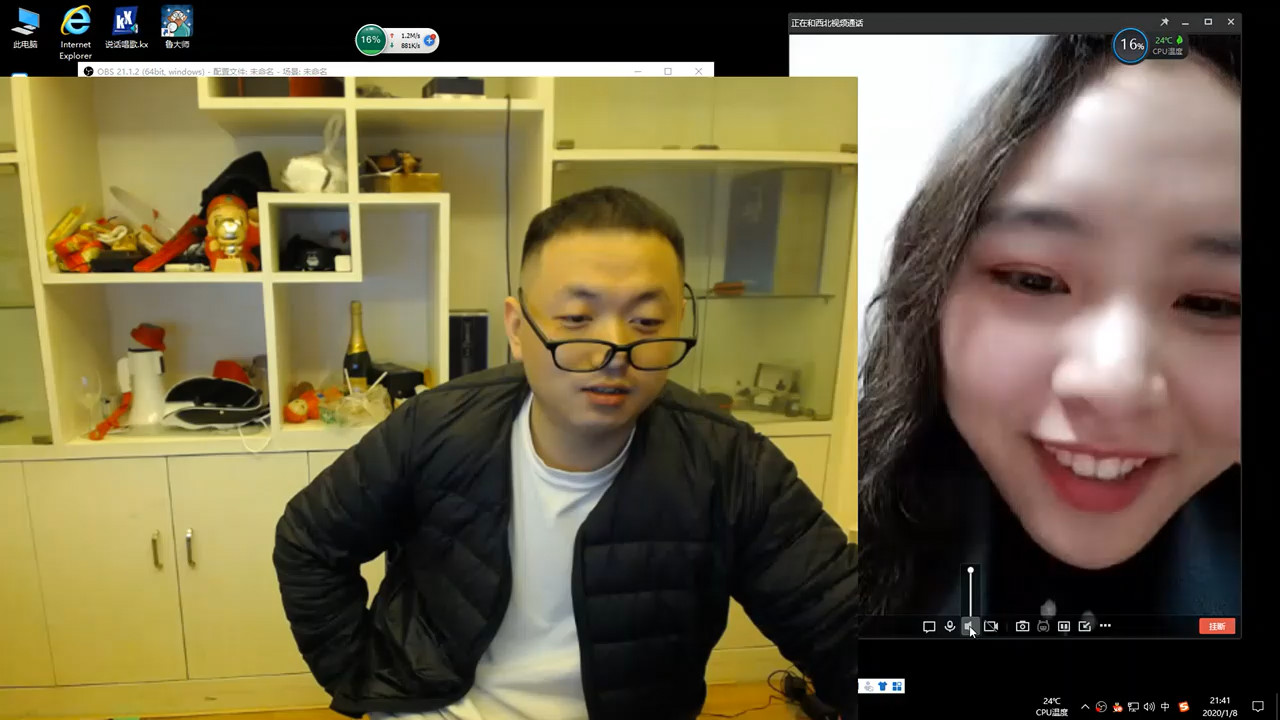 此电脑
Internet
Explorer
说话唱歌.kx
鲁大师
16%
1.2M/s
881K/s
OBS 21.1.2 (64bit, windows) - 配置文件: 未命名 - 场景: 未命名
正在和西北视频通话
16%
24℃
CPU温度
挂断
24℃
CPU温度
中
21:41
2020/1/8